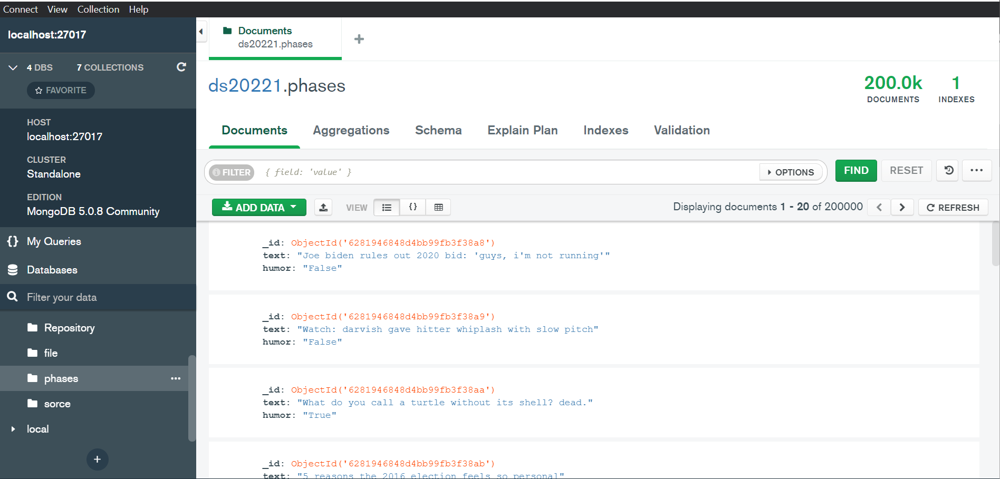 Connect View Collection Help
localhost:27017
4 DBS 7 COLLECTIONS
FAVORITE
HOST
localhost:27017
CLUSTER
Standalone
EDITION
MongoDB 5.0.8 Community
My Queries
Databases
Filter your data
Repository
file
phases
sorce
local
Documents
ds20221.phases
ds20221.phases
200.0k
DOCUMENTS
1
INDEXES
Documents Aggregations Schema Explain Plan Indexes Validation
FILTER { field: 'value' } OPTIONS FIND RESET
ADD DATA VIEW Displaying documents 1 - 20 of 200000 REFRESH
_id: ObjectId('6281946848d4bb99fb3f38a8')
text: "Joe biden rules out 2020 bid: 'guys, i'm not running'"
humor: "False"
_id: ObjectId('6281946848d4bb99fb3f38a9')
text: "Watch: darvish gave hitter whiplash with slow pitch"
humor: "False"
_id: ObjectId('6281946848d4bb99fb3f38aa')
text: "What do you call a turtle without its shell? dead."
humor: "True"
_id: ObjectId('6281946848d4bb99fb3f38ab')
text: "5 reasons the 2016 election feels so personal"